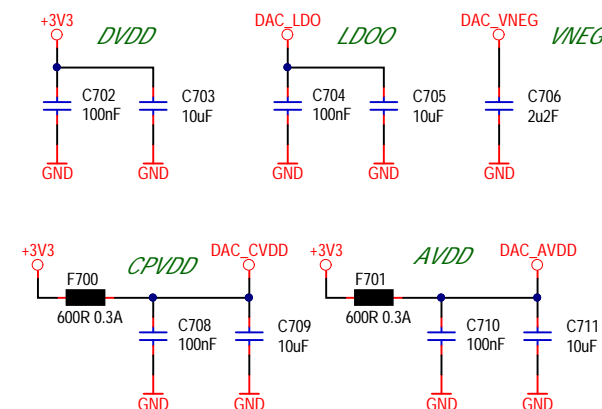 +3V3
DVDD
C702
100nF
C703
10uF
GND
GND
DAC_LDO
LDOO
C704
100nF
C705
10uF
GND
GND
DAC_VNEG
VNEG
C706
2u2F
GND
+3V3
CPVDD
DAC_CVDD
F700
600R 0.3A
C708
100nF
C709
10uF
GND
GND
+3V3
AVDD
DAC_AVDD
F701
600R 0.3A
C710
100nF
C711
10uF
GND
GND